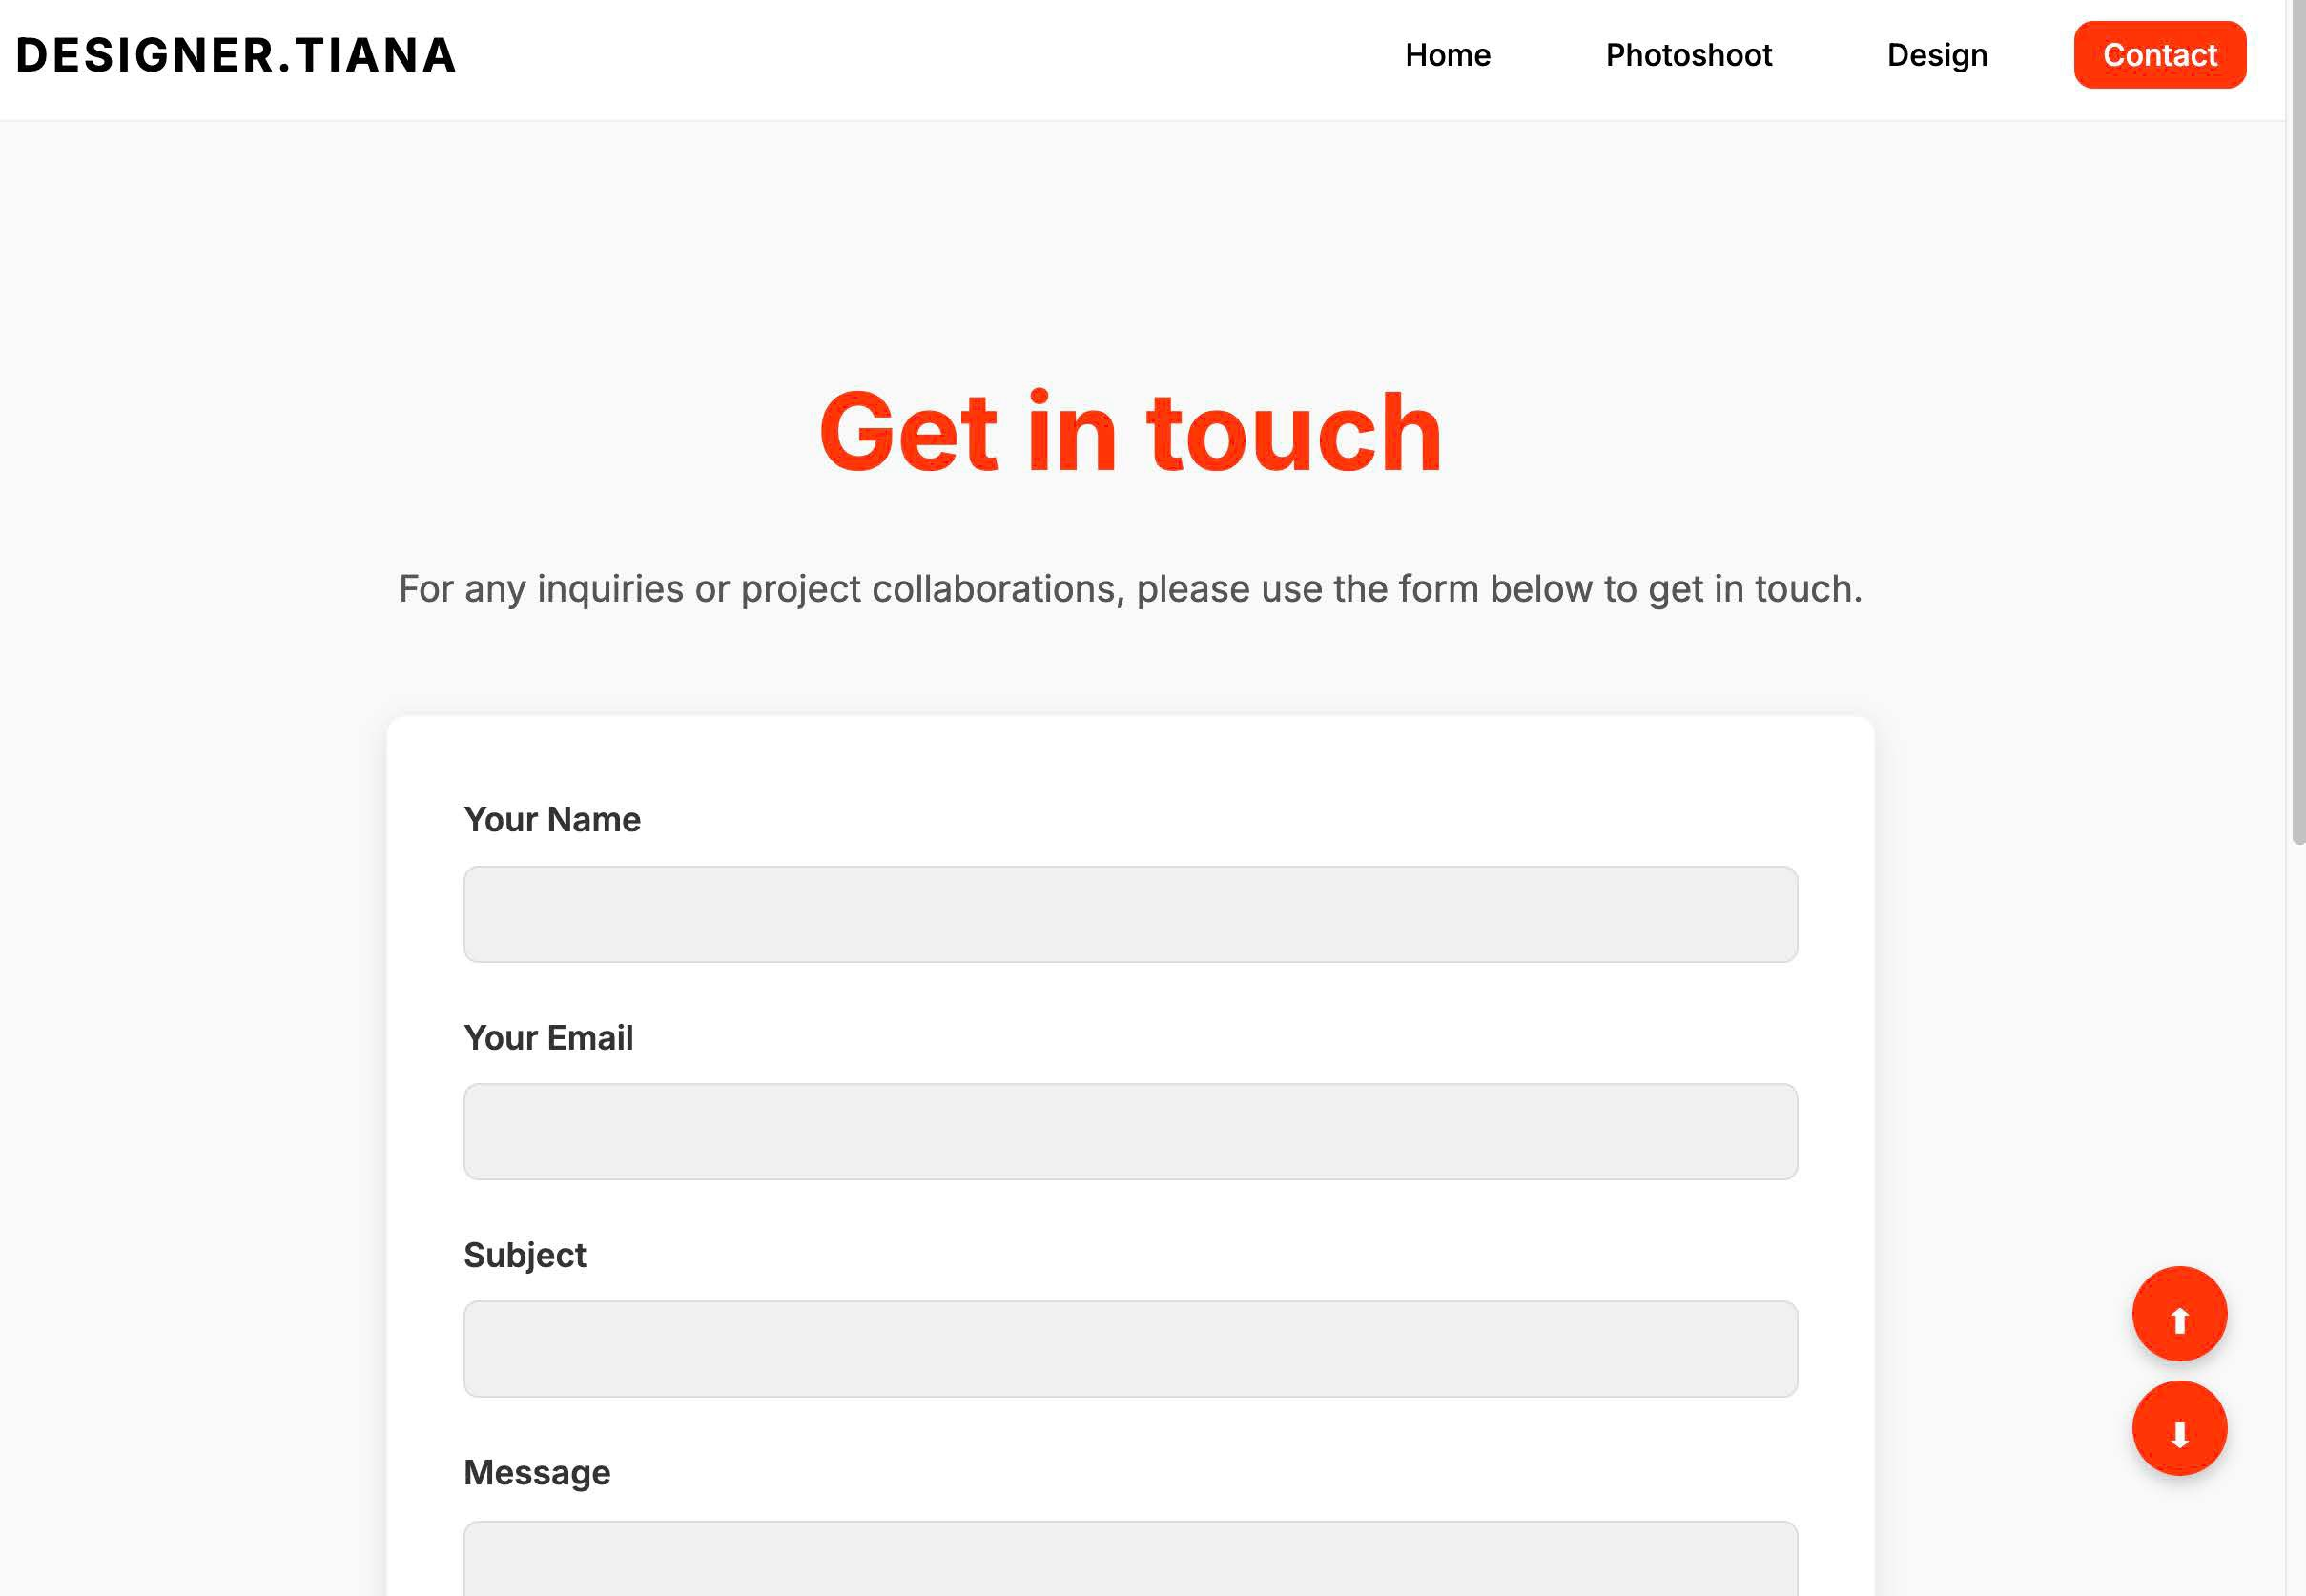 DESIGNER.TIANA
Home Photoshoot Design Contact
Get in touch
For any inquiries or project collaborations, please use the form below to get in touch.
Your Name
Your Email
Subject
Message